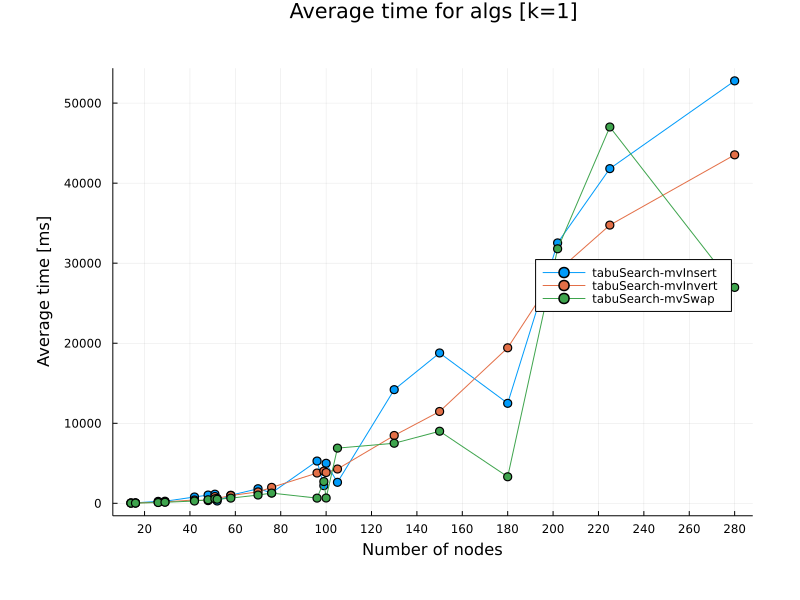 Average time for algs [k=1]
Average time [ms]
50000
40000
30000
20000
10000
0
tabuSearch-mvInsert
tabuSearch-mvInvert
tabuSearch-mvSwap
20 40 60 80 100 120 140 160 180 200 220 240 260 280
Number of nodes